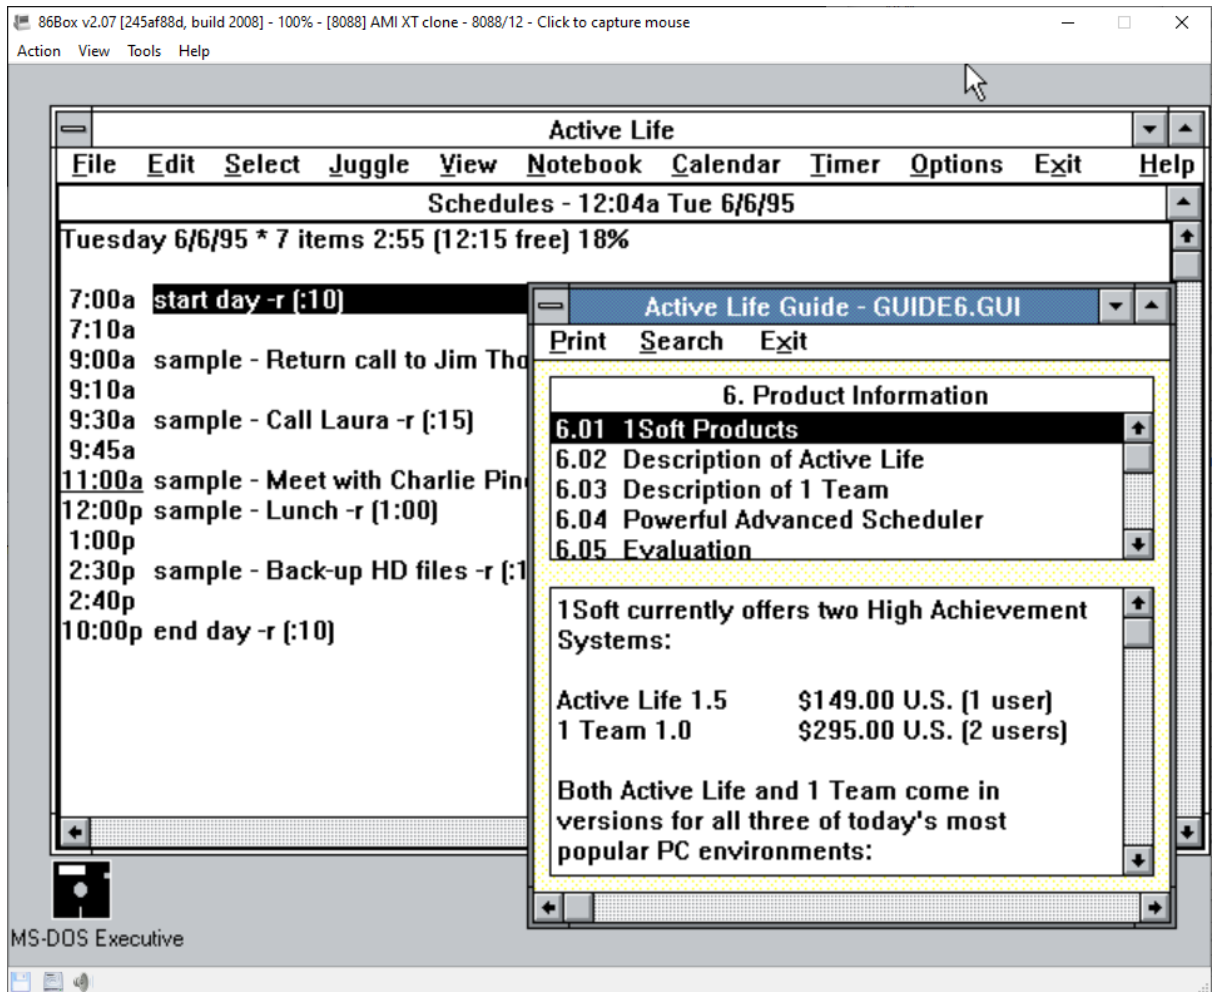 86Box v2.07 [245af88d, build 2008] - 100% - [8088] AMI XT clone - 8088/12 - Click to capture mouse
Action View Tools Help
Active Life
File Edit Select Juggle View Notebook Calendar Timer Options Exit Help
Schedules - 12:04a Tue 6/6/95
Tuesday 6/6/95 * 7 items 2:55 (12:15 free) 18%
7:00a start day -r (:10)
7:10a
9:00a sample - Return call to Jim Tho
9:10a
9:30a sample - Call Laura -r (:15)
9:45a
11:00a sample - Meet with Charlie Pin
12:00p sample - Lunch -r (1:00)
1:00p
2:30p sample - Back-up HD files -r (:1
2:40p
10:00p end day -r (:10)
Active Life Guide - GUIDE6.GUI
Print Search Exit
6. Product Information
6.01 1Soft Products
6.02 Description of Active Life
6.03 Description of 1 Team
6.04 Powerful Advanced Scheduler
6.05 Evaluation
1Soft currently offers two High Achievement
Systems:
Active Life 1.5 $149.00 U.S. (1 user)
1 Team 1.0 $295.00 U.S. (2 users)
Both Active Life and 1 Team come in
versions for all three of today's most
popular PC environments:
MS-DOS Executive